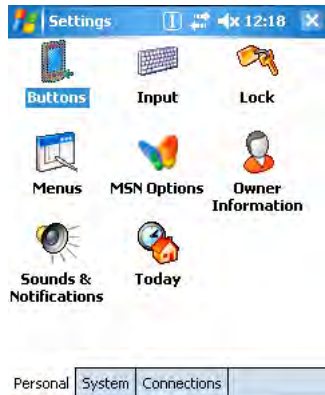 Settings 12:18
Buttons Input Lock
Menus MSN Options Owner
Information
Sounds &
Notifications Today
Personal System Connections